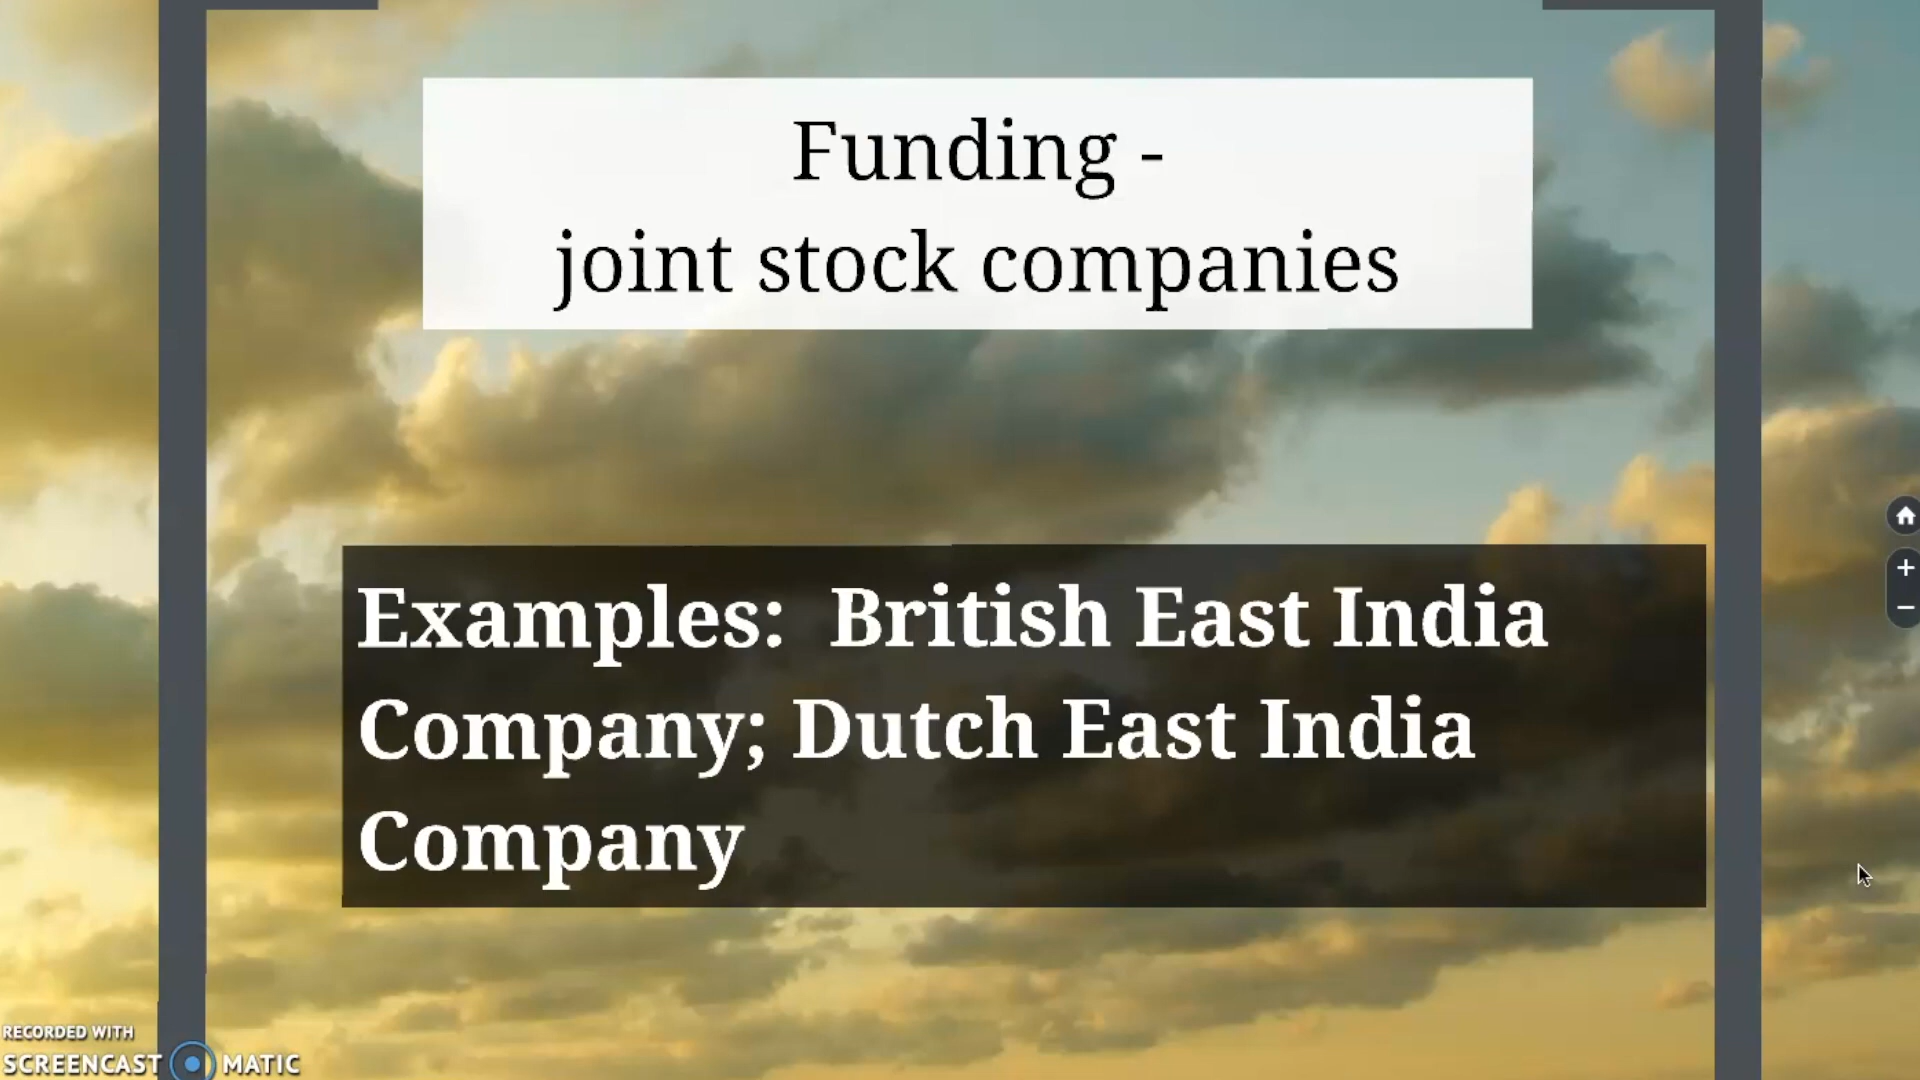 Funding -
joint stock companies
Examples:  British East India
Company; Dutch East India
Company
RECORDED WITH
SCREENCAST MATIC